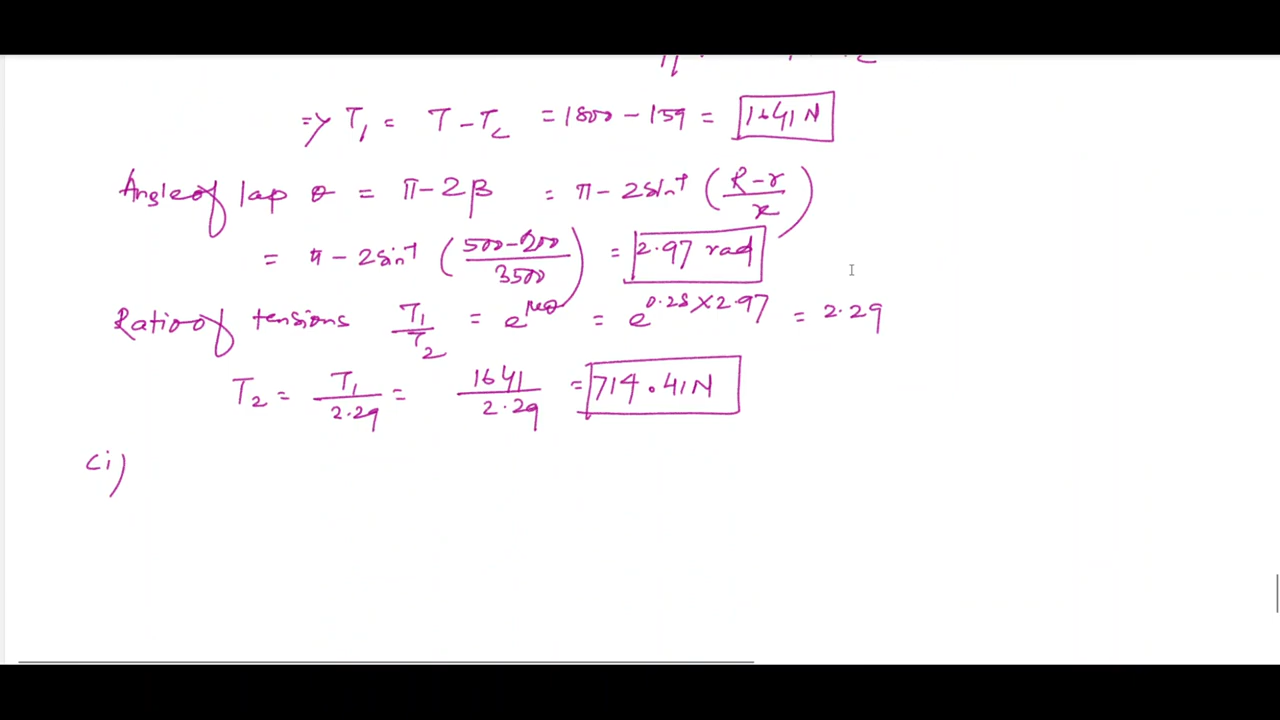 => T₁ = T - T_c = 1800 - 159 = 1641 N
Angle of lap θ = π - 2β = π - 2sin⁻¹ (R-r/x)
= π - 2sin⁻¹ (500-200/3500) = 2.97 rad
Ratio of tensions T₁/T₂ = e^μθ = e^0.28×2.97 = 2.29
T₂ = T₁/2.29 = 1641/2.29 = 714.41 N
(i)